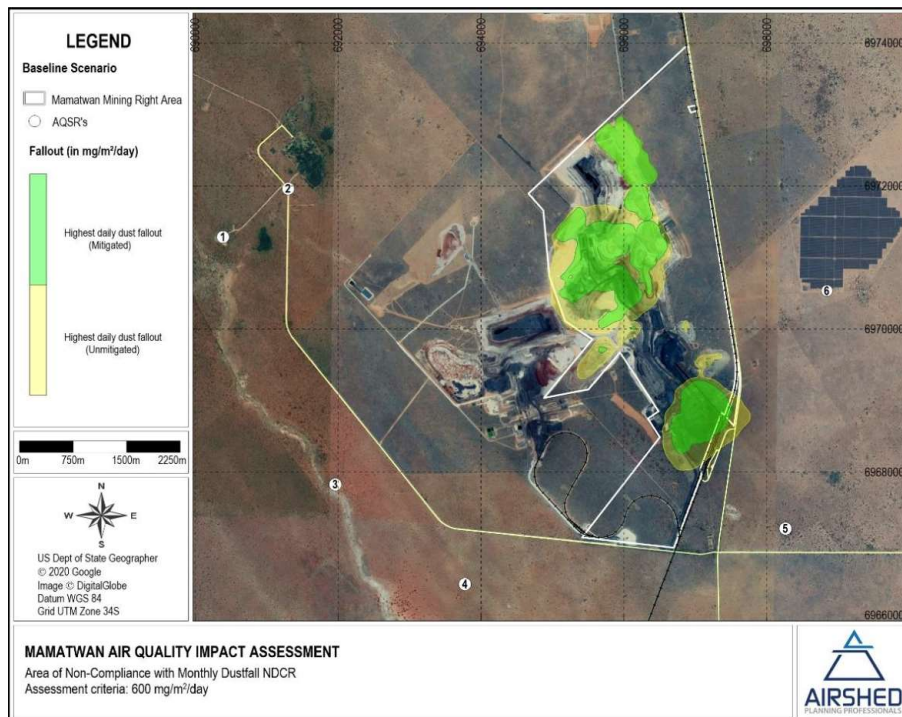 LEGEND
Baseline Scenario
Mamatwan Mining Right Area
AQSR's
Fallout (in mg/m²/day)
Highest daily dust fallout
(Mitigated)
Highest daily dust fallout
(Unmitigated)
0m 750m 1500m 2250m
N
W E
S
US Dept of State Geographer
© 2020 Google
Image © DigitalGlobe
Datum WGS 84
Grid UTM Zone 34S
690000 692000 694000 696000 698000
6974000
6972000
2
1
6
6970000
6968000
3
5
4
6966000
MAMATWAN AIR QUALITY IMPACT ASSESSMENT
Area of Non-Compliance with Monthly Dustfall NDCR
Assessment criteria: 600 mg/m²/day
AIRSHED
PLANNING PROFESSIONALS